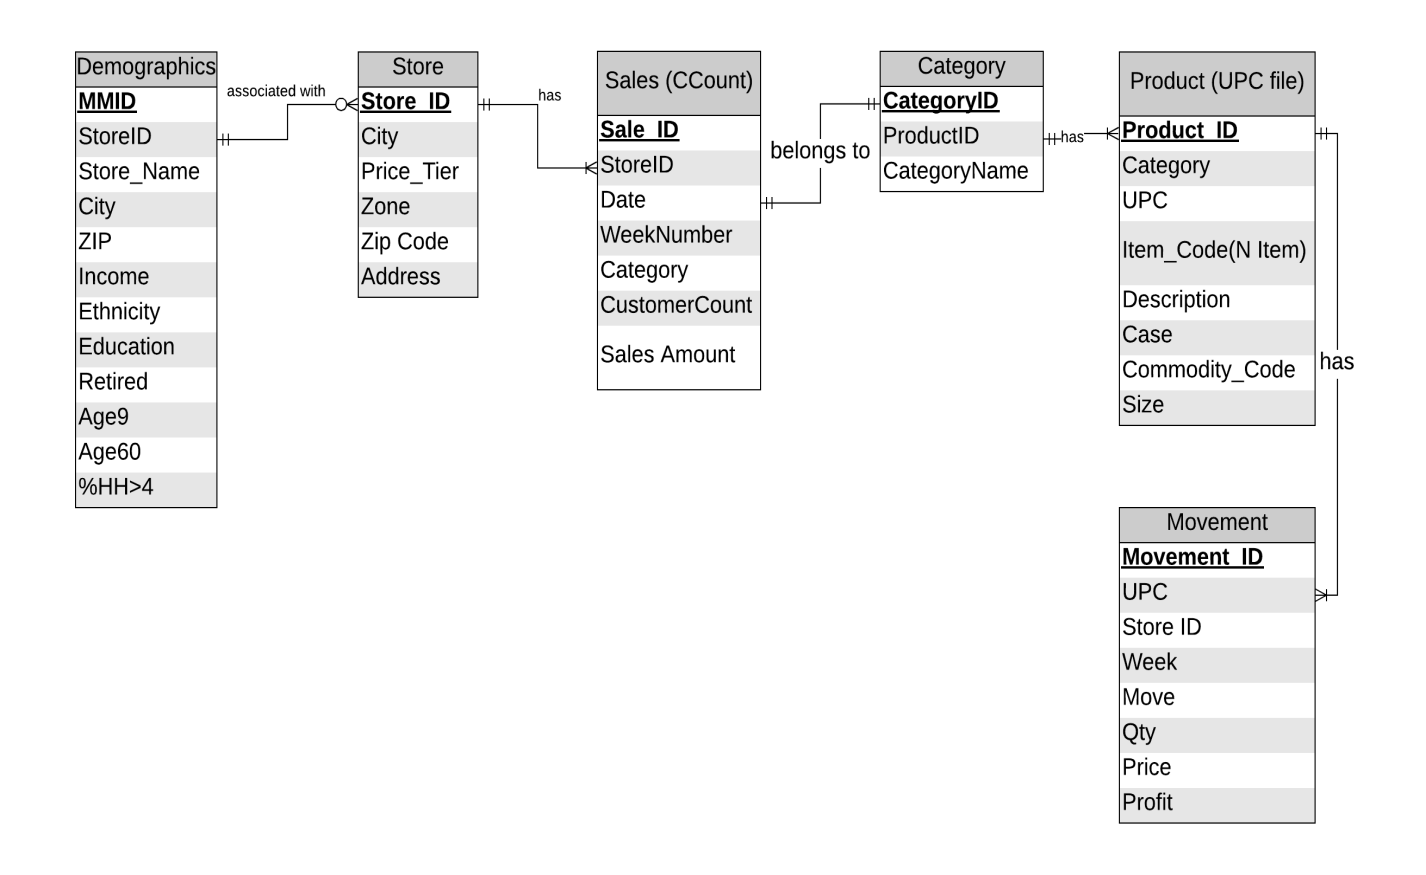 Demographics
MMID
StoreID
Store_Name
City
ZIP
Income
Ethnicity
Education
Retired
Age9
Age60
%HH>4
associated with
Store
Store_ID
City
Price_Tier
Zone
Zip Code
Address
has
Sales (CCount)
Sale_ID
StoreID
Date
WeekNumber
Category
CustomerCount
Sales Amount
belongs to
Category
CategoryID
ProductID
CategoryName
has
Product (UPC file)
Product_ID
Category
UPC
Item_Code(N Item)
Description
Case
Commodity_Code
Size
has
Movement
Movement_ID
UPC
Store ID
Week
Move
Qty
Price
Profit